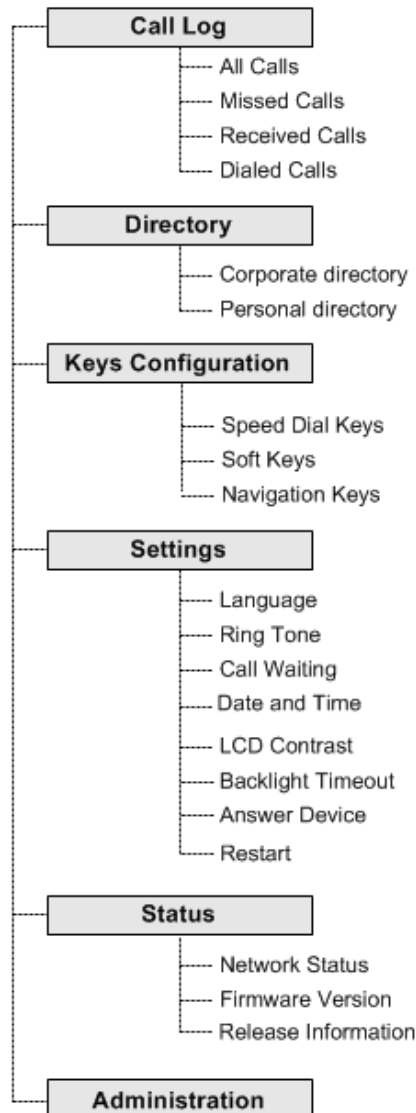 Call Log
All Calls
Missed Calls
Received Calls
Dialed Calls
Directory
Corporate directory
Personal directory
Keys Configuration
Speed Dial Keys
Soft Keys
Navigation Keys
Settings
Language
Ring Tone
Call Waiting
Date and Time
LCD Contrast
Backlight Timeout
Answer Device
Restart
Status
Network Status
Firmware Version
Release Information
Administration